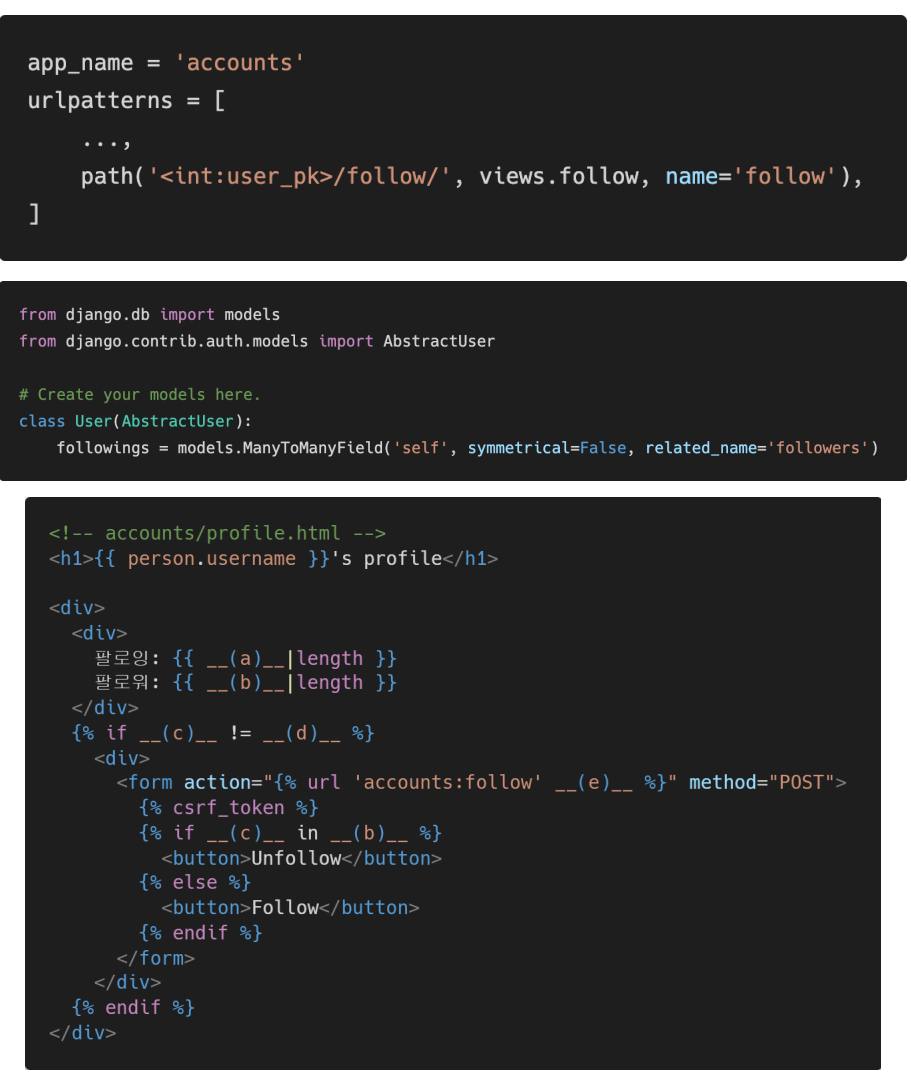 app_name = 'accounts'
urlpatterns = [
    ...,
    path('<int:user_pk>/follow/', views.follow, name='follow'),
]
from django.db import models
from django.contrib.auth.models import AbstractUser
# Create your models here.
class User(AbstractUser):
    followings = models.ManyToManyField('self', symmetrical=False, related_name='followers')
<!-- accounts/profile.html -->
<h1>{{ person.username }}'s profile</h1>
<div>
  <div>
    팔로잉: {{ __(a)__|length }}
    팔로워: {{ __(b)__|length }}
  </div>
  {% if __(c)__ != __(d)__ %}
    <div>
      <form action="{% url 'accounts:follow' __(e)__ %}" method="POST">
        {% csrf_token %}
        {% if __(c)__ in __(b)__ %}
          <button>Unfollow</button>
        {% else %}
          <button>Follow</button>
        {% endif %}
      </form>
    </div>
  {% endif %}
</div>